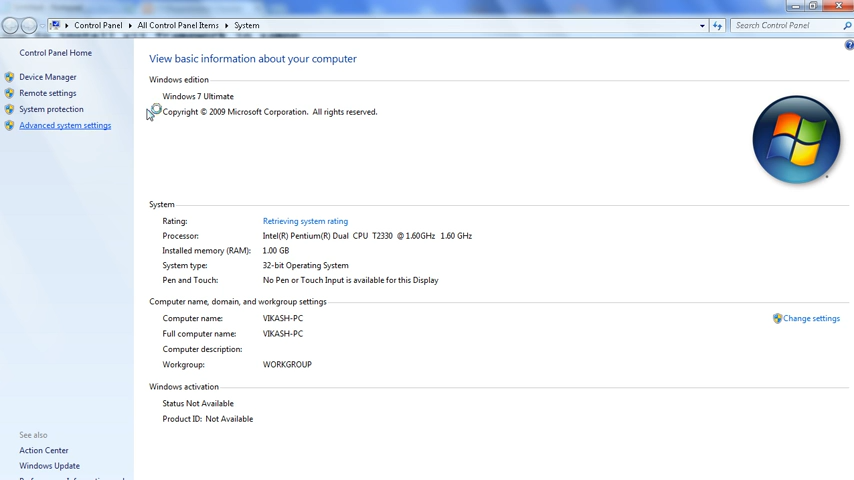 Control Panel All Control Panel Items System
Search Control Panel
Control Panel Home
Device Manager
Remote settings
System protection
Advanced system settings
View basic information about your computer
Windows edition
Windows 7 Ultimate
Copyright © 2009 Microsoft Corporation. All rights reserved.
System
Rating: Retrieving system rating
Processor: Intel(R) Pentium(R) Dual CPU T2330 @ 1.60GHz 1.60 GHz
Installed memory (RAM): 1.00 GB
System type: 32-bit Operating System
Pen and Touch: No Pen or Touch Input is available for this Display
Computer name, domain, and workgroup settings
Computer name: VIKASH-PC
Change settings
Full computer name: VIKASH-PC
Computer description:
Workgroup: WORKGROUP
Windows activation
Status Not Available
Product ID: Not Available
See also
Action Center
Windows Update